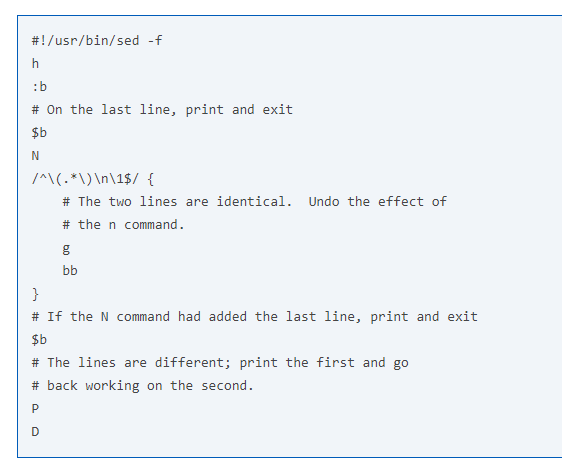 #!/usr/bin/sed -f
h
:b
# On the last line, print and exit
$b
N
/^\(.*\)\n\1$/ {
    # The two lines are identical.  Undo the effect of
    # the n command.
    g
    bb
}
# If the N command had added the last line, print and exit
$b
# The lines are different; print the first and go
# back working on the second.
P
D